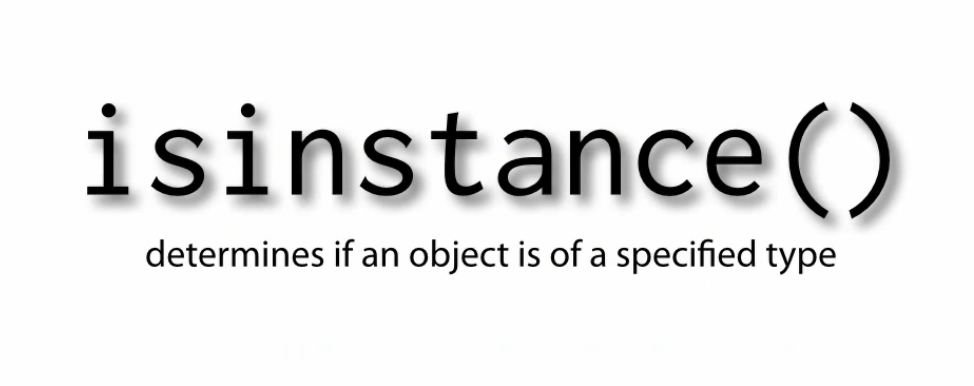 isinstance()
determines if an object is of a specified type